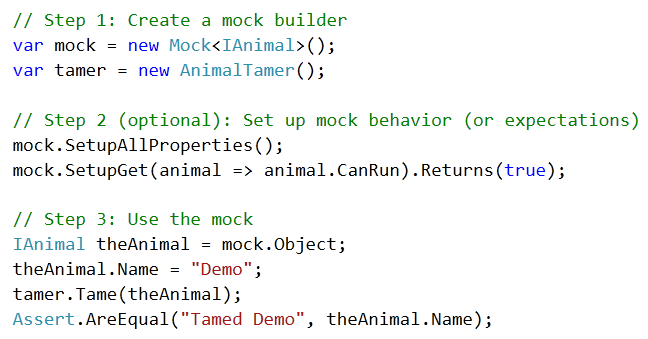 // Step 1: Create a mock builder
var mock = new Mock<IAnimal>();
var tamer = new AnimalTamer();
// Step 2 (optional): Set up mock behavior (or expectations)
mock.SetupAllProperties();
mock.SetupGet(animal => animal.CanRun).Returns(true);
// Step 3: Use the mock
IAnimal theAnimal = mock.Object;
theAnimal.Name = "Demo";
tamer.Tame(theAnimal);
Assert.AreEqual("Tamed Demo", theAnimal.Name);